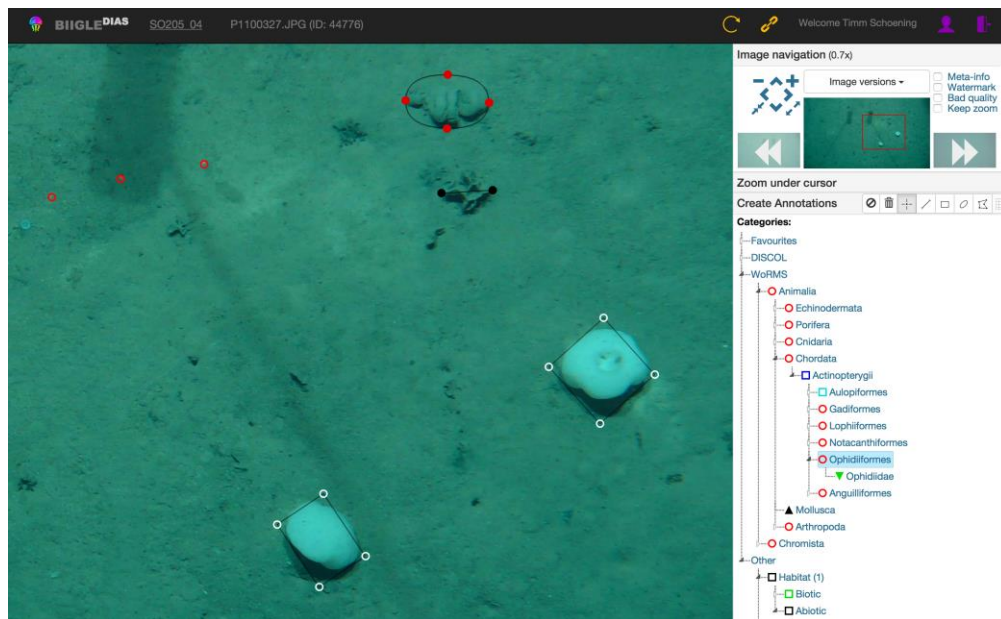 BIIGLEDIAS SO205_04 P1100327.JPG (ID: 44776) Welcome Timm Schoening
Image navigation (0.7x)
Image versions
Meta-info
Watermark
Bad quality
Keep zoom
Zoom under cursor
Create Annotations
Categories:
Favourites
DISCOL
WoRMS
Animalia
Echinodermata
Porifera
Cnidaria
Chordata
Actinopterygii
Aulopiformes
Gadiformes
Lophiiformes
Notacanthiformes
Ophidiiformes
Ophidiidae
Anguilliformes
Mollusca
Arthropoda
Chromista
Other
Habitat (1)
Biotic
Abiotic